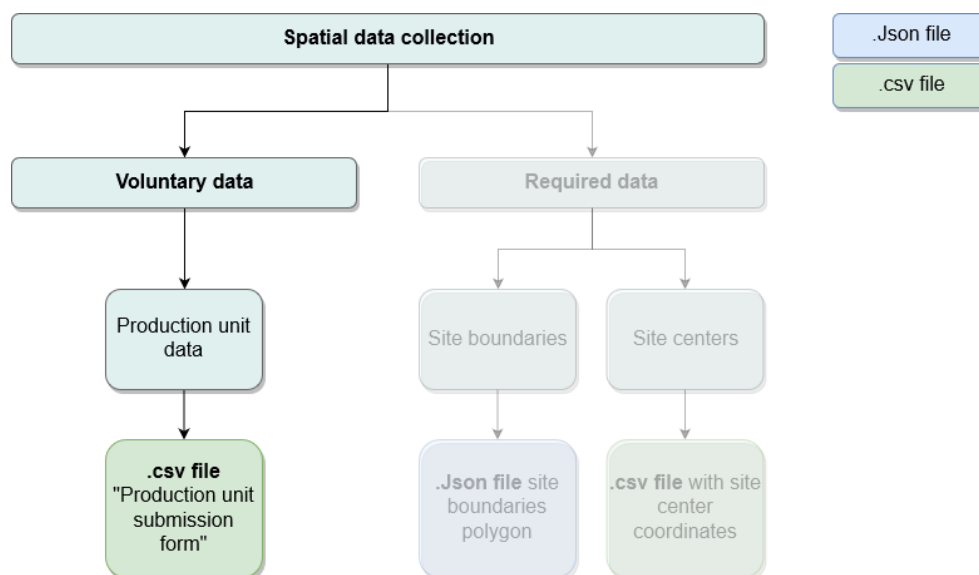 Spatial data collection
.Json file
.csv file
Voluntary data
Required data
Production unit
data
Site boundaries
Site centers
.csv file
"Production unit
submission
form"
.Json file site
boundaries
polygon
.csv file with site
center
coordinates